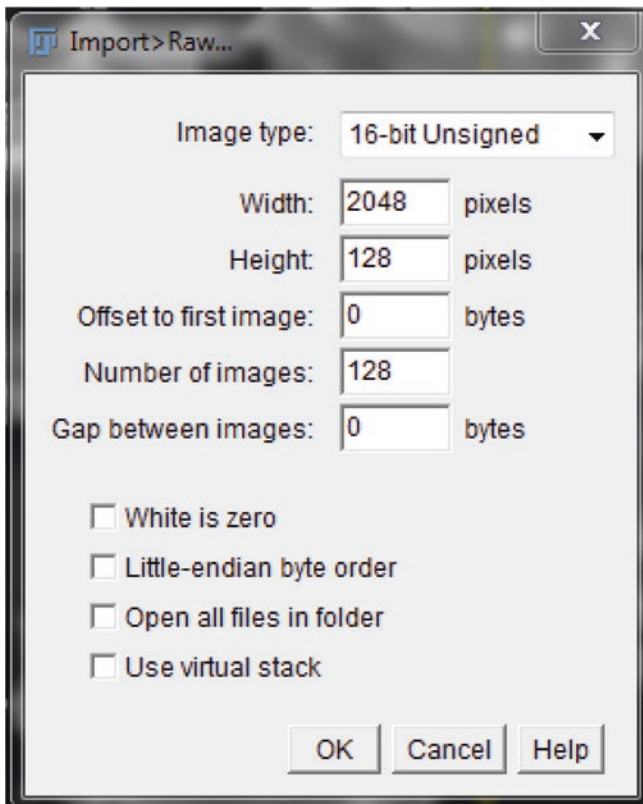 Import>Raw...
X
Image type: 16-bit Unsigned
Width: 2048 pixels
Height: 128 pixels
Offset to first image: 0 bytes
Number of images: 128
Gap between images: 0 bytes
White is zero
Little-endian byte order
Open all files in folder
Use virtual stack
OK Cancel Help